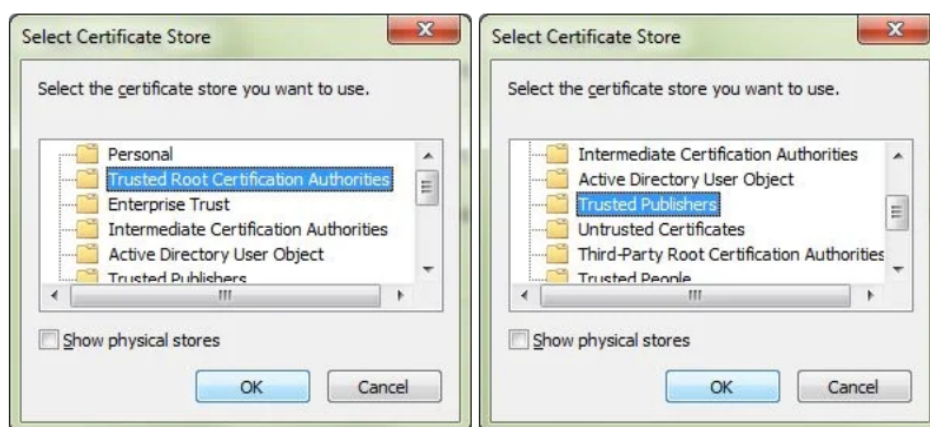 Select Certificate Store
Select the certificate store you want to use.
Personal
Trusted Root Certification Authorities
Enterprise Trust
Intermediate Certification Authorities
Active Directory User Object
Trusted Publishers
Show physical stores
OK
Cancel
Select Certificate Store
Select the certificate store you want to use.
Intermediate Certification Authorities
Active Directory User Object
Trusted Publishers
Untrusted Certificates
Third-Party Root Certification Authorities
Trusted People
Show physical stores
OK
Cancel